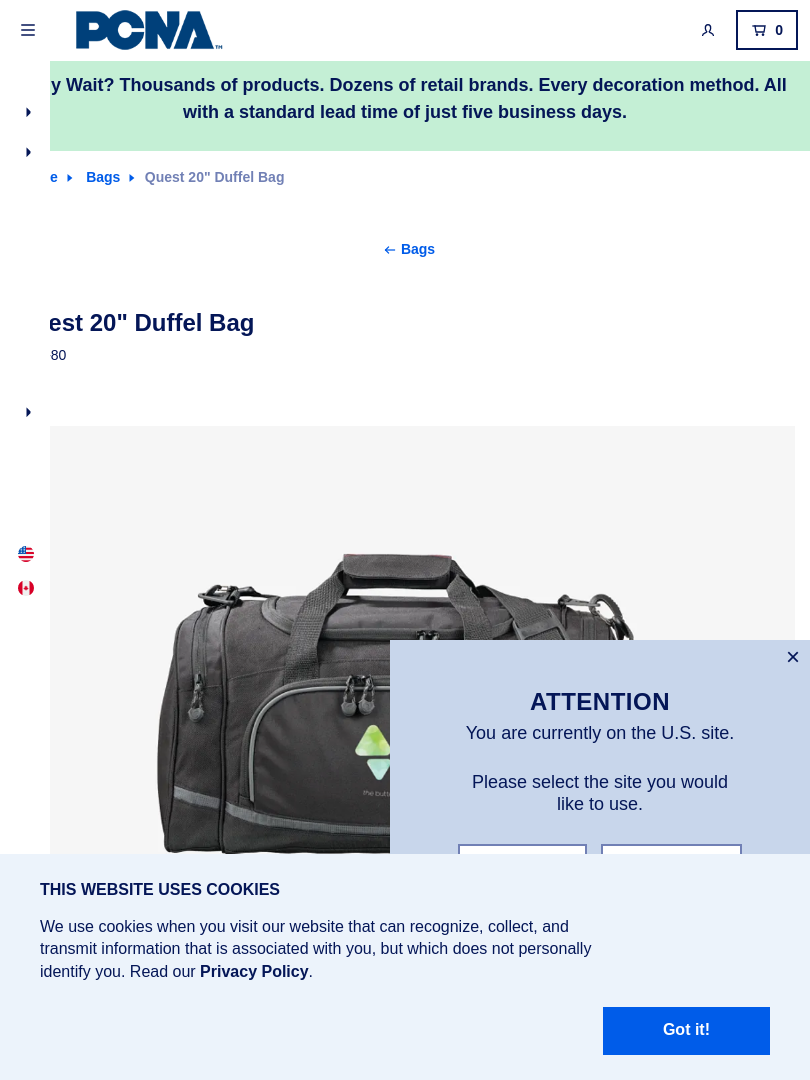 PCNA
0
y Wait? Thousands of products. Dozens of retail brands. Every decoration method. All
with a standard lead time of just five business days.
e Bags Quest 20" Duffel Bag
Bags
est 20" Duffel Bag
80
ATTENTION
You are currently on the U.S. site.
Please select the site you would
like to use.
THIS WEBSITE USES COOKIES
We use cookies when you visit our website that can recognize, collect, and
transmit information that is associated with you, but which does not personally
identify you. Read our Privacy Policy.
Got it!